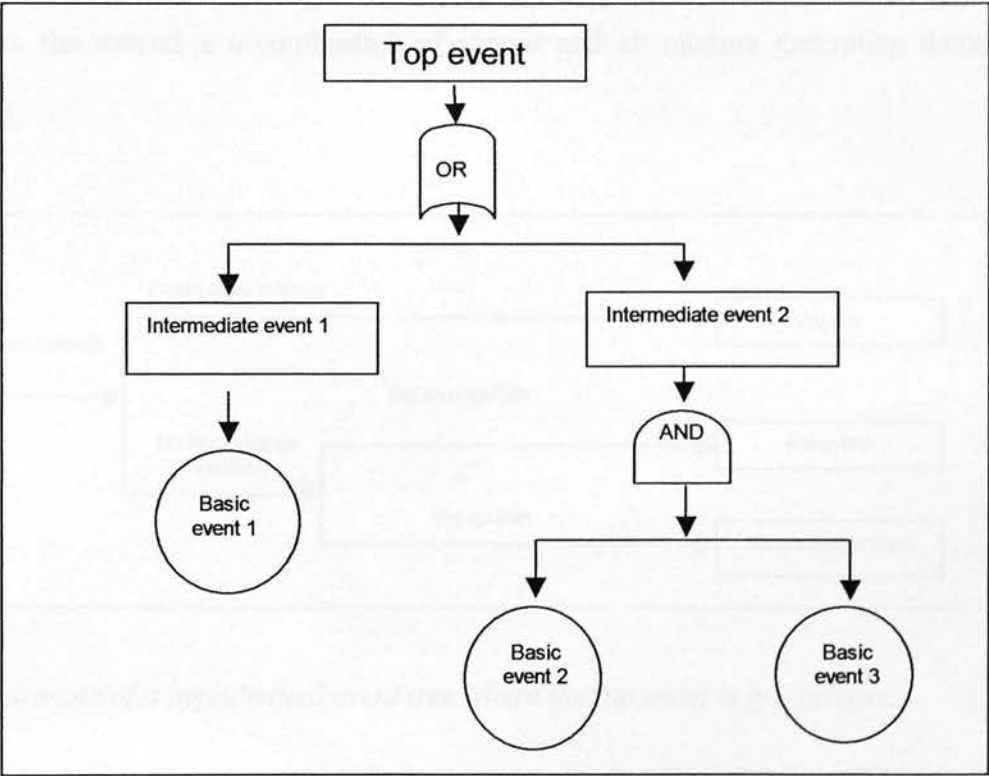 Top event
OR
Intermediate event 1
Intermediate event 2
AND
Basic
event 1
Basic
event 2
Basic
event 3